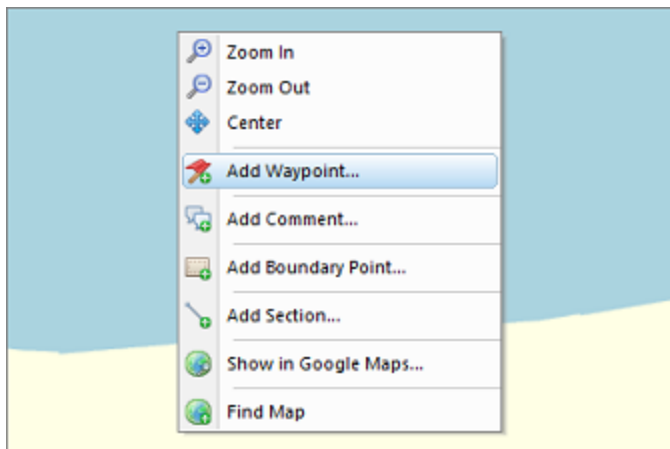 Zoom In
Zoom Out
Center
Add Waypoint...
Add Comment...
Add Boundary Point...
Add Section...
Show in Google Maps...
Find Map